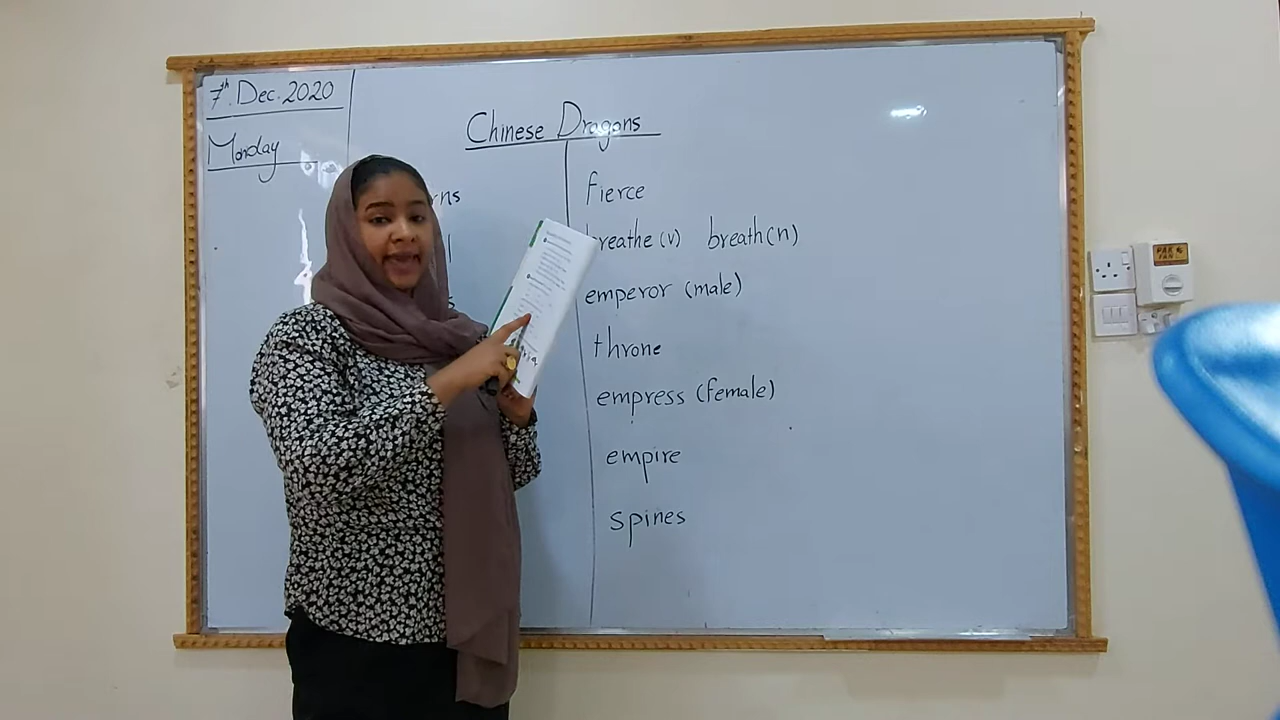 7th. Dec. 2020
Monday
Chinese Dragons
fierce
breathe (v) breath(n)
emperor (male)
throne
empress (female)
empire
spines